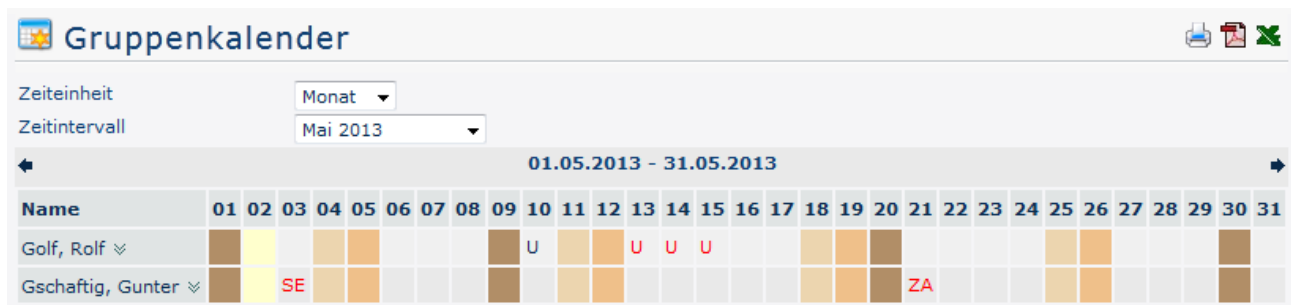 Gruppenkalender
Zeiteinheit Monat
Zeitintervall Mai 2013
01.05.2013 - 31.05.2013
Name 01 02 03 04 05 06 07 08 09 10 11 12 13 14 15 16 17 18 19 20 21 22 23 24 25 26 27 28 29 30 31
Golf, Rolf U U U U
Gschaftig, Gunter SE ZA